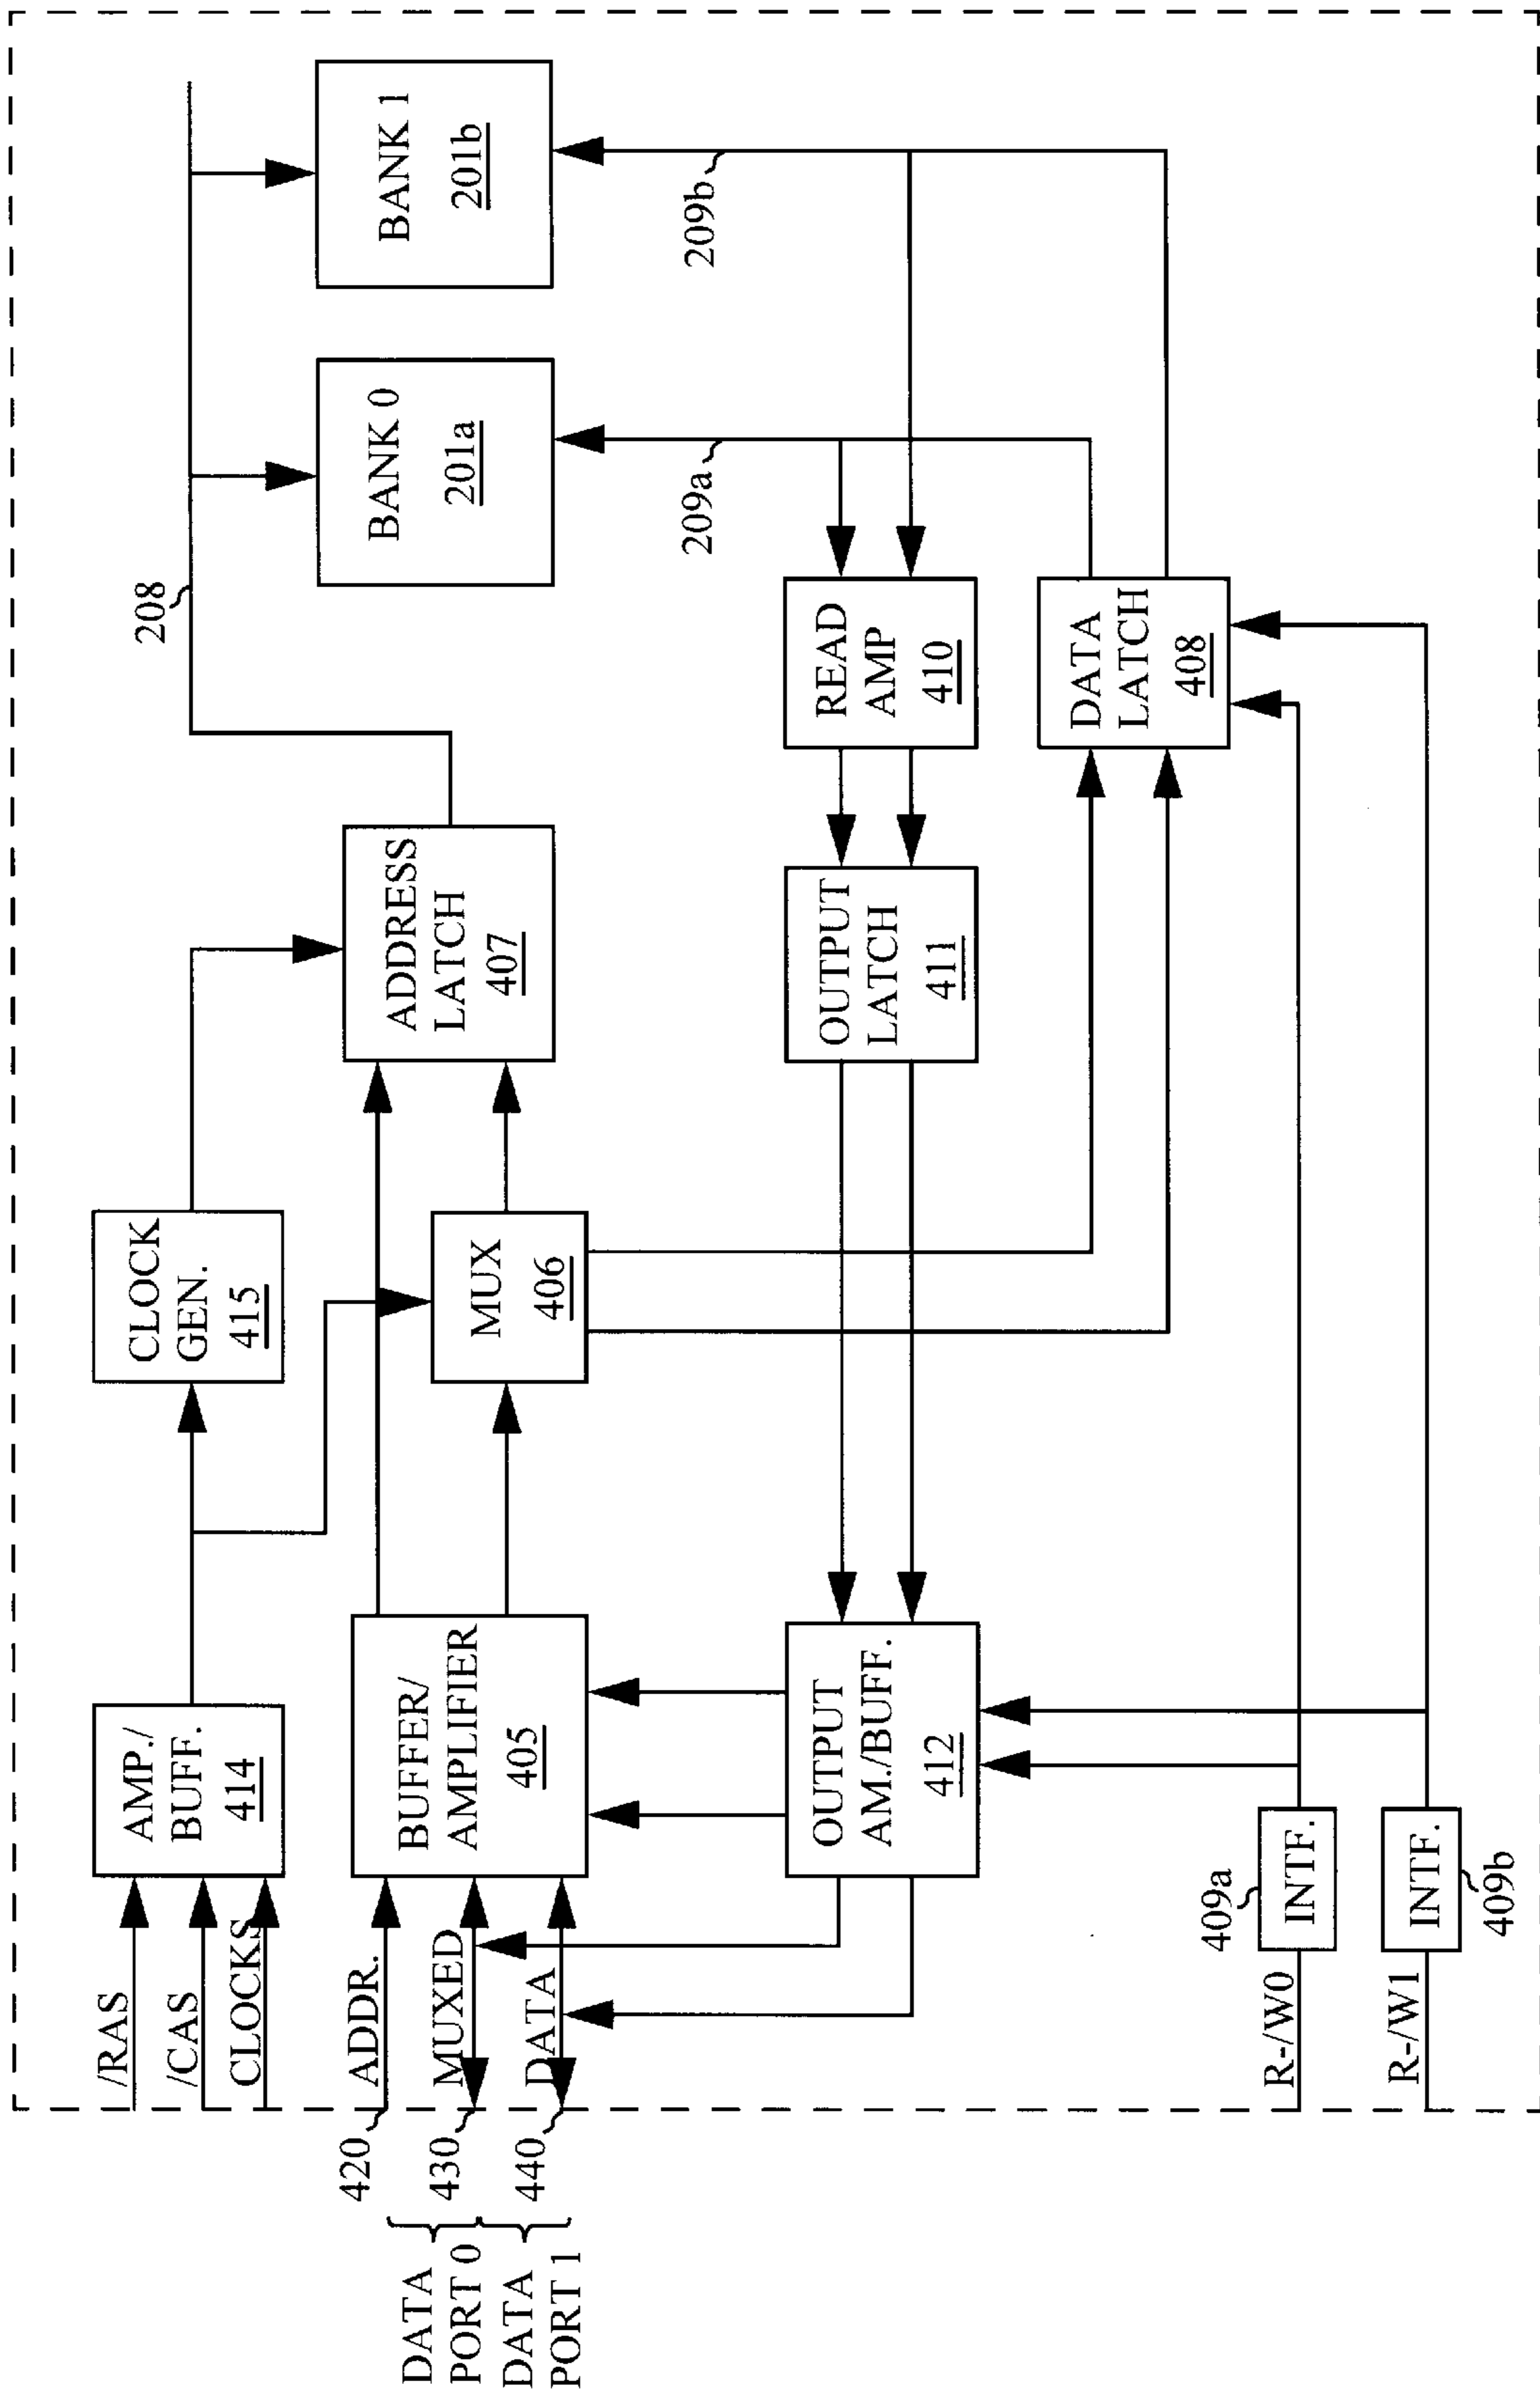 /RAS
/CAS
CLOCKS
AMP./
BUFF.
414
CLOCK
GEN.
415
208
DATA
PORT 0
DATA
PORT 1
420
430
440
ADDR.
MUXED
DATA
BUFFER/
AMPLIFIER
405
MUX
406
ADDRESS
LATCH
407
BANK 0
201a
BANK 1
201b
209a
209b
OUTPUT
AM./BUFF.
412
OUTPUT
LATCH
411
READ
AMP
410
DATA
LATCH
408
R-/W0
409a
INTF.
R-/W1
INTF.
409b